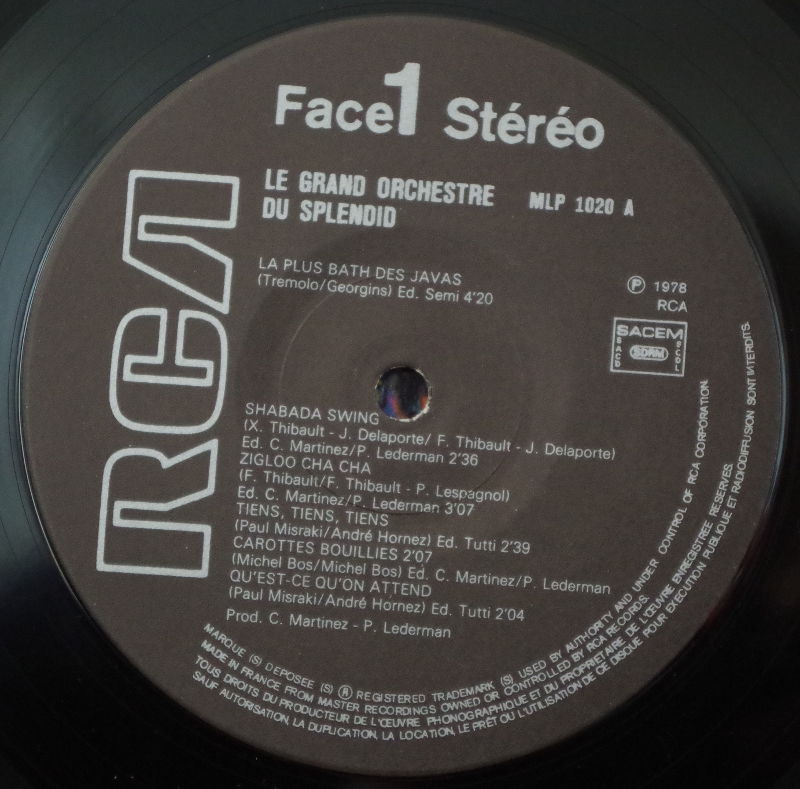 Face 1 Stéréo
LE GRAND ORCHESTRE
DU SPLENDID
MLP 1020 A
LA PLUS BATH DES JAVAS
(Tremolo/Georgins) Ed. Semi 4'20
Ⓟ 1978
RCA
SACEM
SACD
SDRM
SGDL
RCA
SHABADA SWING
(X. Thibault - J. Delaporte/ F. Thibault - J. Delaporte)
Ed. C. Martinez/P. Lederman 2'36
ZIGLOO CHA CHA
(F. Thibault/F. Thibault - P. Lespagnol)
Ed. C. Martinez/P. Lederman 3'07
TIENS, TIENS, TIENS
(Paul Misraki/André Hornez) Ed. Tutti 2'39
CAROTTES BOUILLIES 2'07
(Michel Bos/Michel Bos) Ed. C. Martinez/P. Lederman
QU'EST-CE QU'ON ATTEND
(Paul Misraki/André Hornez) Ed. Tutti 2'04
Prod. C. Martinez - P. Lederman
MARQUE (S) DEPOSEE (S) ® REGISTERED TRADEMARK (S) USED BY AUTHORITY AND UNDER CONTROL OF RCA CORPORATION.
MADE IN FRANCE FROM MASTER RECORDINGS OWNED OR CONTROLLED BY RCA RECORDS.
TOUS DROITS DU PRODUCTEUR DE L'ŒUVRE PHONOGRAPHIQUE ET DU PROPRIETAIRE DE L'ŒUVRE ENREGISTREE RESERVES.
SAUF AUTORISATION, LA DUPLICATION, LA LOCATION, LE PRÊT OU L'UTILISATION DE CE DISQUE POUR EXECUTION PUBLIQUE ET RADIODIFFUSION SONT INTERDITS.